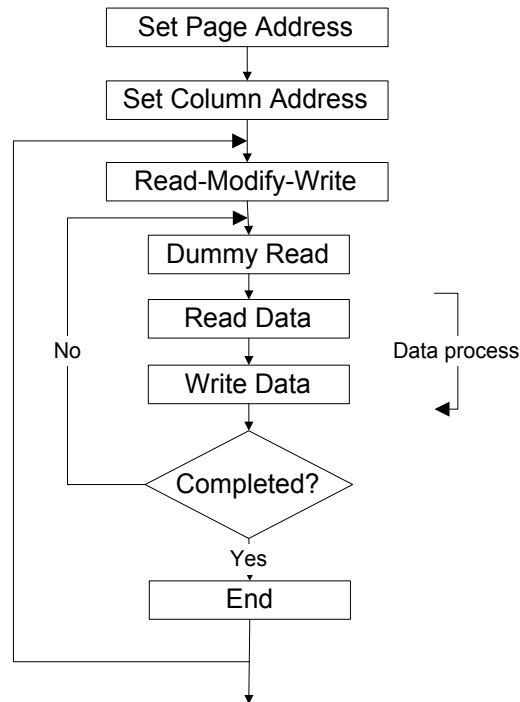 Set Page Address
Set Column Address
Read-Modify-Write
Dummy Read
Read Data
No
Data process
Write Data
Completed?
Yes
End